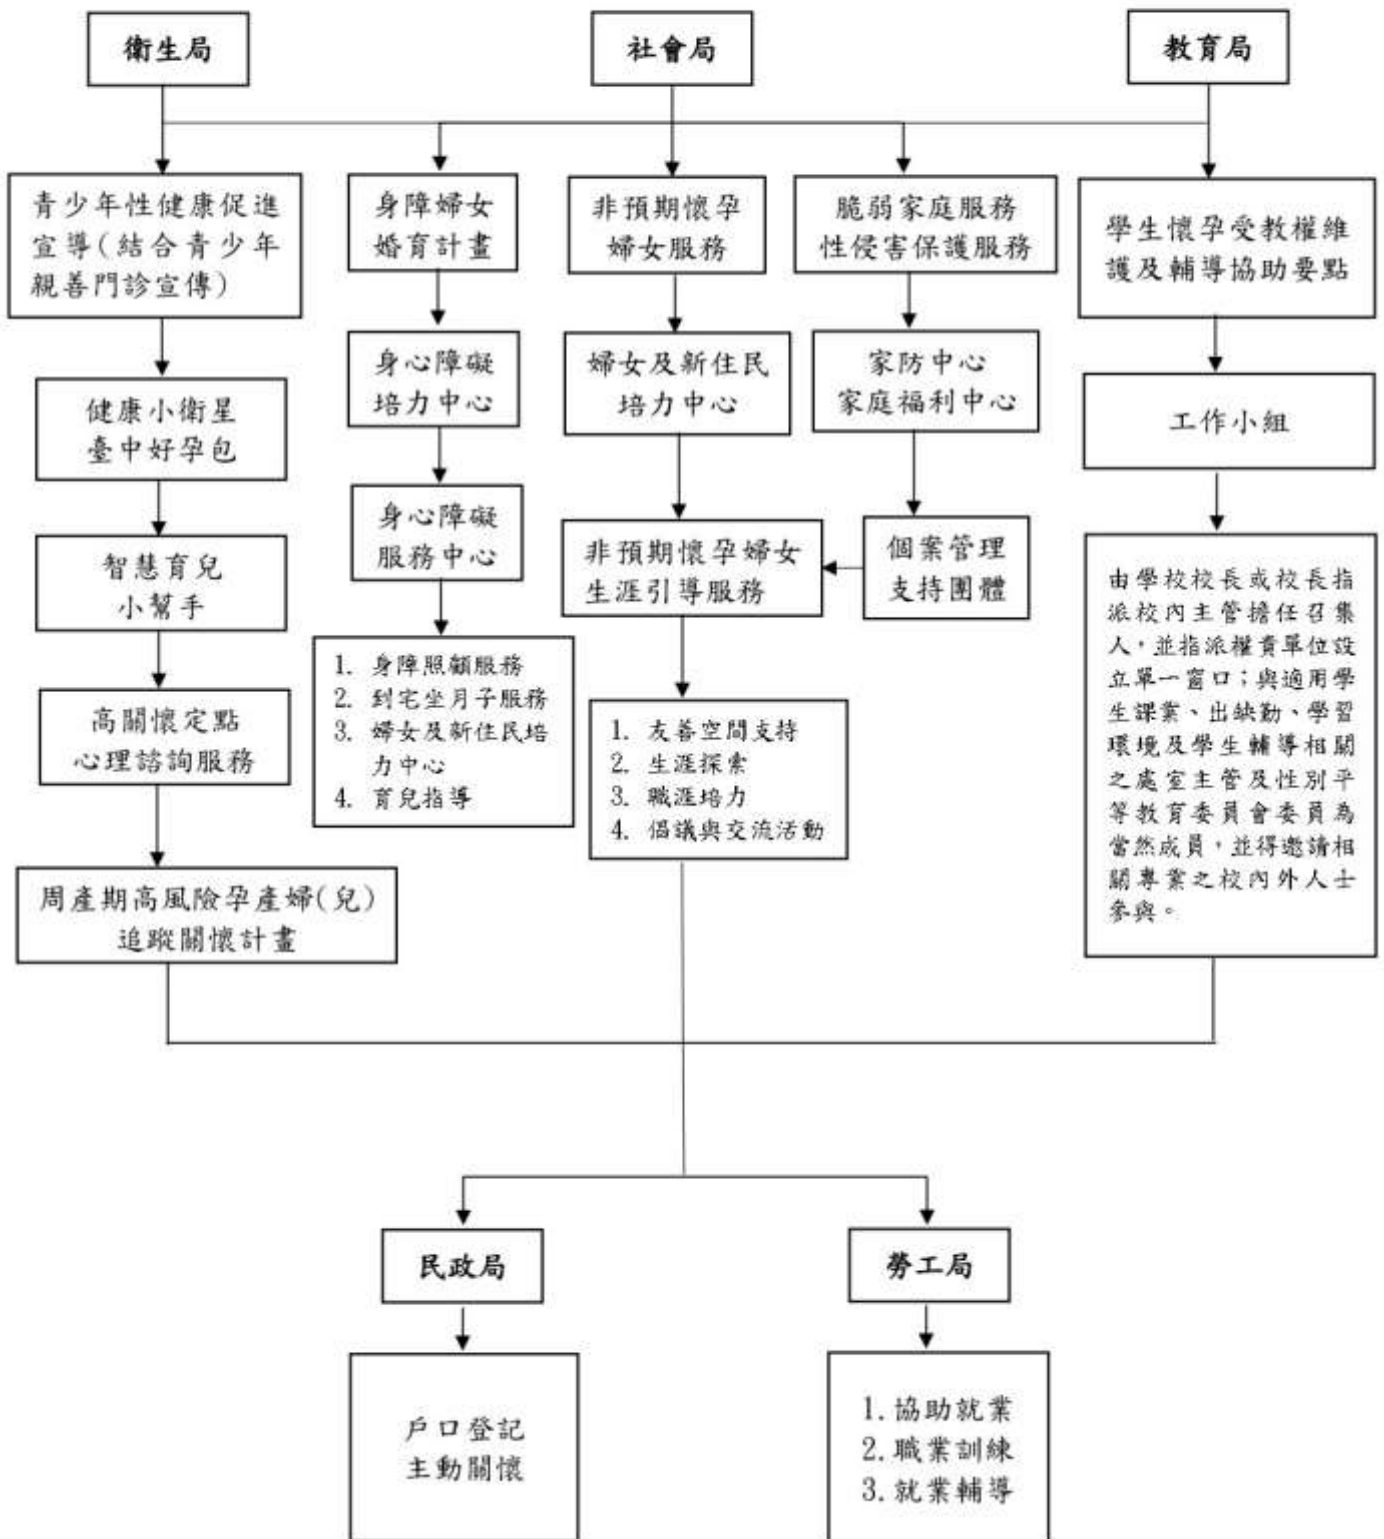 衛生局
社會局
教育局
青少年性健康促進
宣導(結合青少年
親善門診宣傳)
健康小衛星
臺中好孕包
智慧育兒
小幫手
高關懷定點
心理諮詢服務
周產期高風險孕產婦(兒)
追蹤關懷計畫
身障婦女
婚育計畫
身心障礙
培力中心
身心障礙
服務中心
1. 身障照顧服務
2. 到宅坐月子服務
3. 婦女及新住民培
力中心
4. 育兒指導
非預期懷孕
婦女服務
婦女及新住民
培力中心
非預期懷孕婦女
生涯引導服務
1. 友善空間支持
2. 生涯探索
3. 職涯培力
4. 倡議與交流活動
脆弱家庭服務
性侵害保護服務
家防中心
家庭福利中心
個案管理
支持團體
學生懷孕受教權維
護及輔導協助要點
工作小組
由學校校長或校長指
派校內主管擔任召集
人，並指派權責單位設
立單一窗口；與適用學
生課業、出缺勤、學習
環境及學生輔導相關
之處室主管及性別平
等教育委員會委員為
當然成員，並得邀請相
關專業之校內外人士
參與。
民政局
戶口登記
主動關懷
勞工局
1.協助就業
2.職業訓練
3.就業輔導